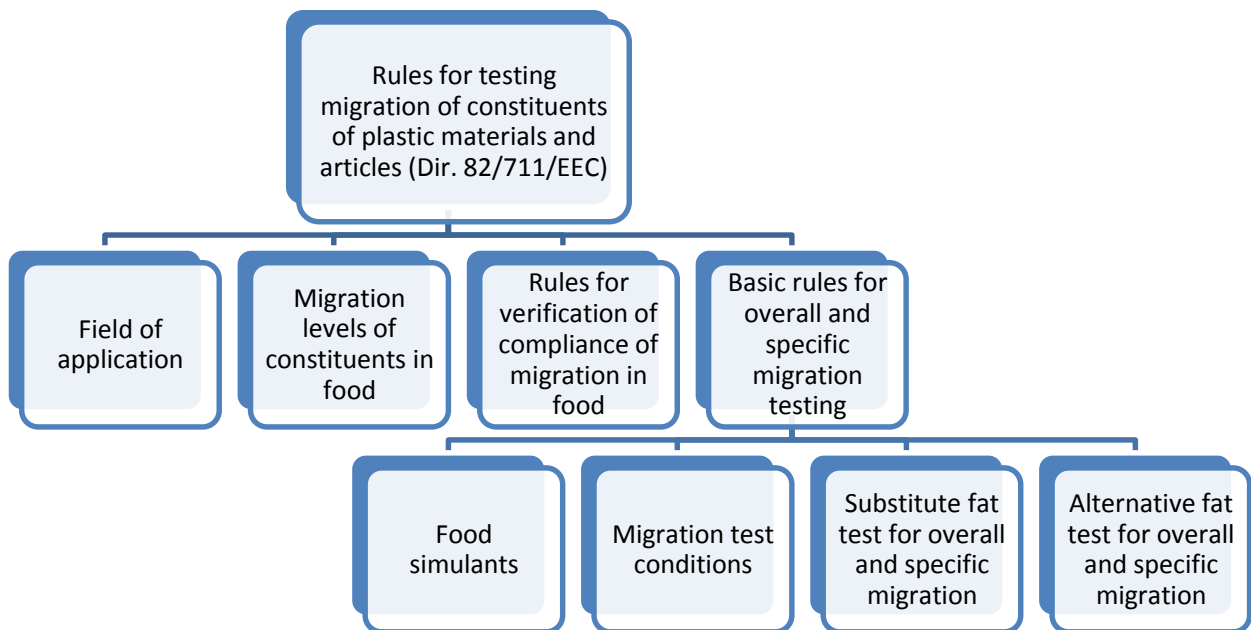 Rules for testing
migration of constituents
of plastic materials and
articles (Dir. 82/711/EEC)
Field of
application
Migration
levels of
constituents in
food
Rules for
verification of
compliance of
migration in
food
Basic rules for
overall and
specific
migration
testing
Food
simulants
Migration test
conditions
Substitute fat
test for overall
and specific
migration
Alternative fat
test for overall
and specific
migration